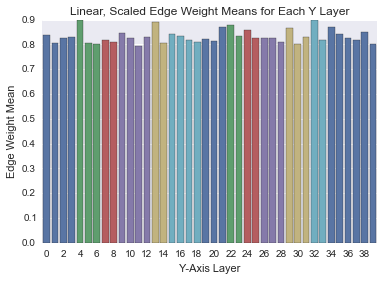 Linear, Scaled Edge Weight Means for Each Y Layer
Edge Weight Mean
0.9
0.8
0.7
0.6
0.5
0.4
0.3
0.2
0.1
0.0
0 2 4 6 8 10 12 14 16 18 20 22 24 26 28 30 32 34 36 38
Y-Axis Layer